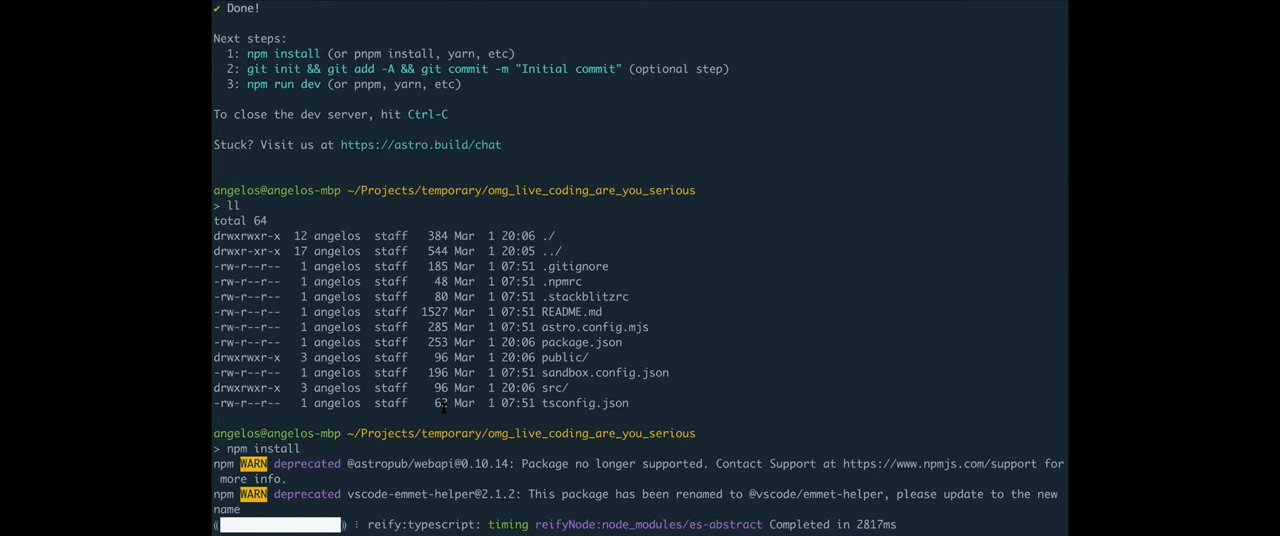 ✔ Done!
Next steps:
1: npm install (or pnpm install, yarn, etc)
2: git init && git add -A && git commit -m "Initial commit" (optional step)
3: npm run dev (or pnpm, yarn, etc)
To close the dev server, hit Ctrl-C
Stuck? Visit us at https://astro.build/chat
angelos@angelos-mbp ~/Projects/temporary/omg_live_coding_are_you_serious
> ll
total 64
drwxrwxr-x 12 angelos staff 384 Mar 1 20:06 ./
drwxr-xr-x 17 angelos staff 544 Mar 1 20:05 ../
-rw-r--r-- 1 angelos staff 185 Mar 1 07:51 .gitignore
-rw-r--r-- 1 angelos staff 48 Mar 1 07:51 .npmrc
-rw-r--r-- 1 angelos staff 80 Mar 1 07:51 .stackblitzrc
-rw-r--r-- 1 angelos staff 1527 Mar 1 07:51 README.md
-rw-r--r-- 1 angelos staff 285 Mar 1 07:51 astro.config.mjs
-rw-r--r-- 1 angelos staff 253 Mar 1 20:06 package.json
drwxr-xr-x 3 angelos staff 96 Mar 1 20:06 public/
-rw-r--r-- 1 angelos staff 196 Mar 1 07:51 sandbox.config.json
drwxr-xr-x 3 angelos staff 96 Mar 1 20:06 src/
-rw-r--r-- 1 angelos staff Mar 1 07:51 tsconfig.json
angelos@angelos-mbp ~/Projects/temporary/omg_live_coding_are_you_serious
> npm install
npm WARN deprecated @astropub/webapi@0.10.14: Package no longer supported. Contact Support at https://www.npmjs.com/support for
more info.
npm WARN deprecated vscode-emmet-helper@2.1.2: This package has been renamed to @vscode/emmet-helper, please update to the new
name
⸨ ⸩ ⠸ reify:typescript: timing reifyNode:node_modules/es-abstract Completed in 2817ms